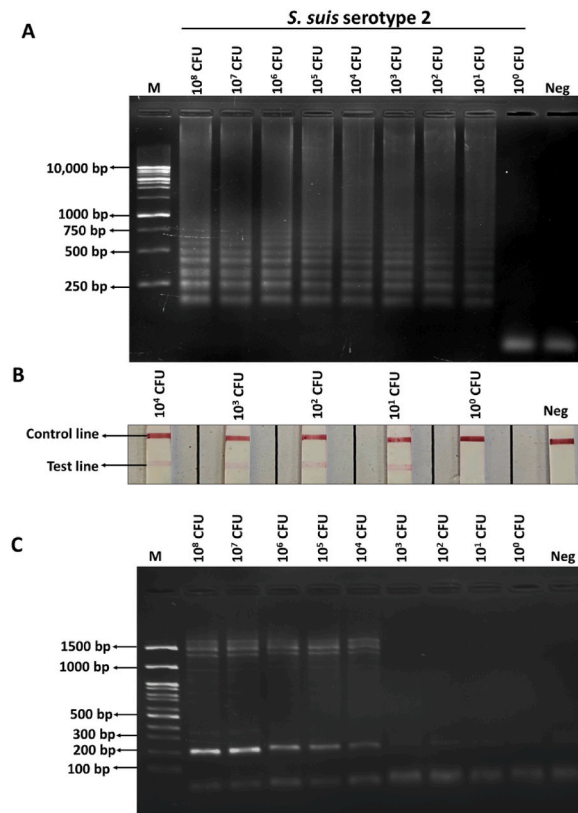 S. suis serotype 2
A
M 10⁸ CFU 10⁷ CFU 10⁶ CFU 10⁵ CFU 10⁴ CFU 10³ CFU 10² CFU 10¹ CFU 10⁰ CFU Neg
10,000 bp
1000 bp
750 bp
500 bp
250 bp
B
10⁴ CFU 10³ CFU 10² CFU 10¹ CFU 10⁰ CFU Neg
Control line
Test line
C
M 10⁸ CFU 10⁷ CFU 10⁶ CFU 10⁵ CFU 10⁴ CFU 10³ CFU 10² CFU 10¹ CFU 10⁰ CFU Neg
1500 bp
1000 bp
500 bp
300 bp
200 bp
100 bp